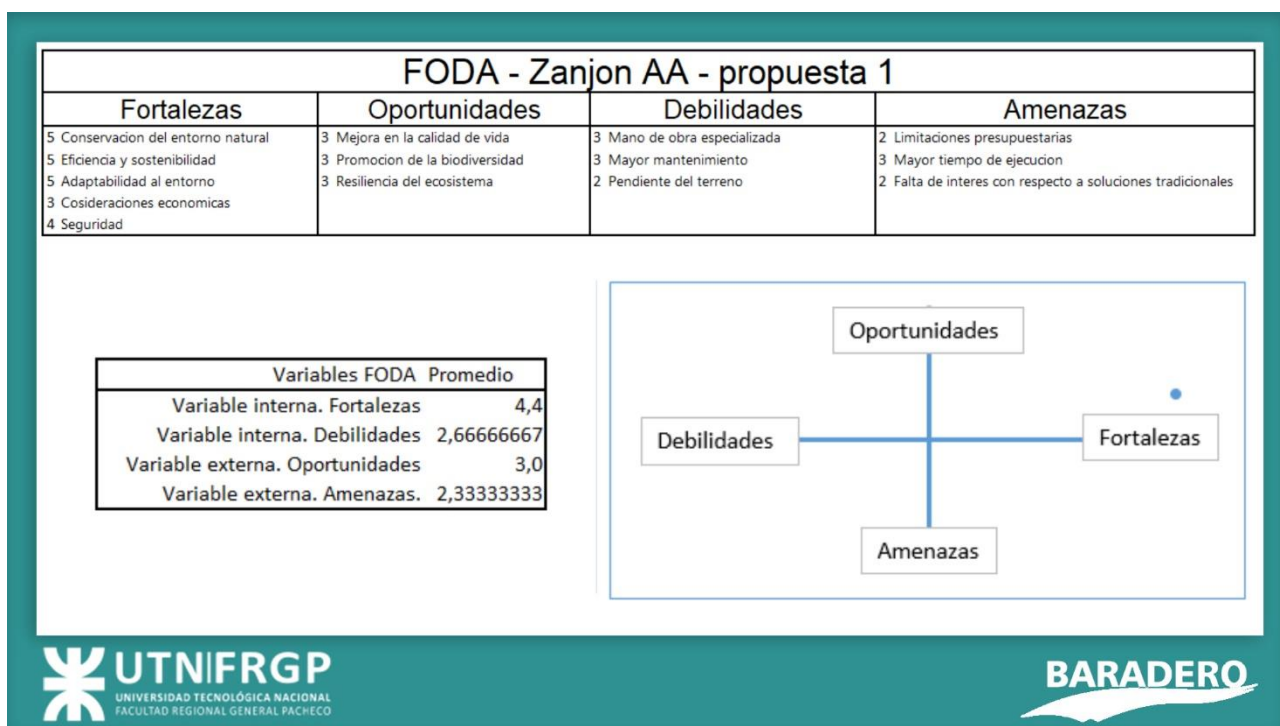 FODA - Zanjon AA - propuesta 1
Fortalezas
5 Conservacion del entorno natural
5 Eficiencia y sostenibilidad
5 Adaptabilidad al entorno
3 Cosideraciones economicas
4 Seguridad
Oportunidades
3 Mejora en la calidad de vida
3 Promocion de la biodiversidad
3 Resiliencia del ecosistema
Debilidades
3 Mano de obra especializada
3 Mayor mantenimiento
2 Pendiente del terreno
Amenazas
2 Limitaciones presupuestarias
3 Mayor tiempo de ejecucion
2 Falta de interes con respecto a soluciones tradicionales
Variables FODA Promedio
Variable interna. Fortalezas 4,4
Variable interna. Debilidades 2,66666667
Variable externa. Oportunidades 3,0
Variable externa. Amenazas. 2,33333333
Oportunidades
Debilidades
Fortalezas
Amenazas
UTN|FRGP
UNIVERSIDAD TECNOLÓGICA NACIONAL
FACULTAD REGIONAL GENERAL PACHECO
BARADERO